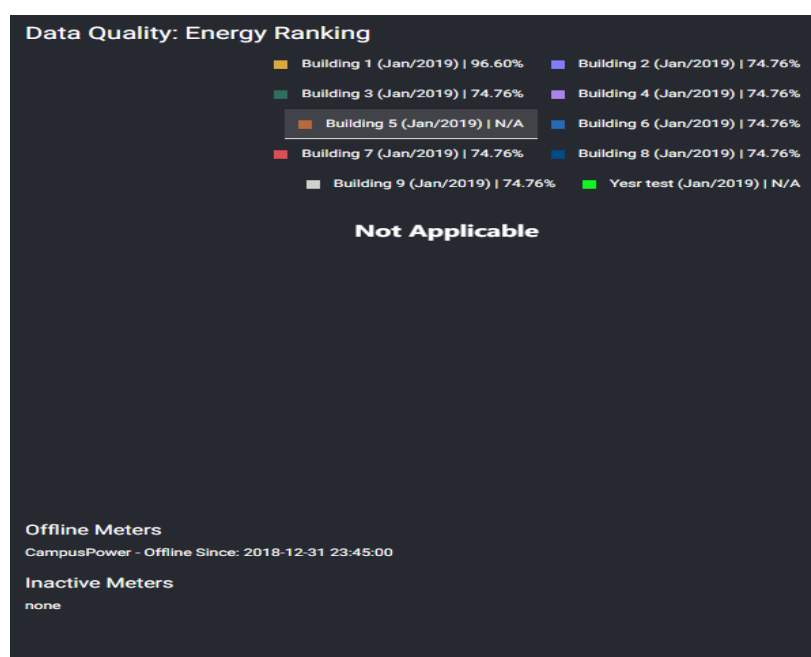 Data Quality: Energy Ranking
Building 1 (Jan/2019) | 96.60% Building 2 (Jan/2019) | 74.76%
Building 3 (Jan/2019) | 74.76% Building 4 (Jan/2019) | 74.76%
Building 5 (Jan/2019) | N/A Building 6 (Jan/2019) | 74.76%
Building 7 (Jan/2019) | 74.76% Building 8 (Jan/2019) | 74.76%
Building 9 (Jan/2019) | 74.76% Yesr test (Jan/2019) | N/A
Not Applicable
Offline Meters
CampusPower - Offline Since: 2018-12-31 23:45:00
Inactive Meters
none